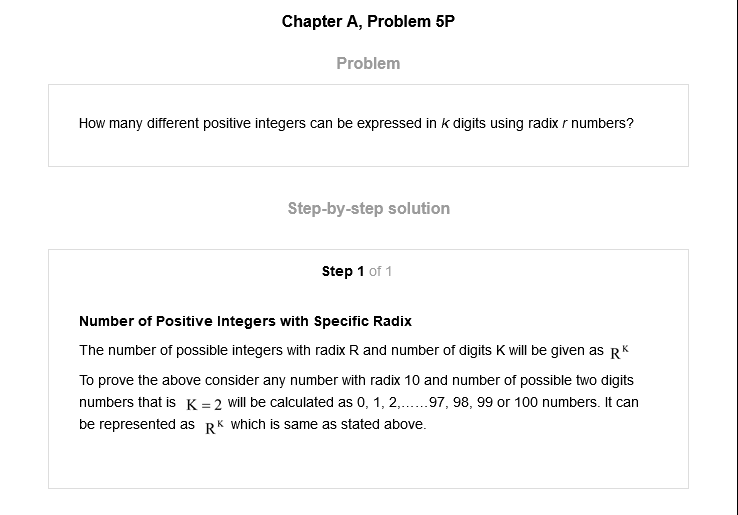 Chapter A, Problem 5P
Problem
How many different positive integers can be expressed in k digits using radix r numbers?
Step-by-step solution
Step 1 of 1
Number of Positive Integers with Specific Radix
The number of possible integers with radix R and number of digits K will be given as R^K
To prove the above consider any number with radix 10 and number of possible two digits
numbers that is K = 2 will be calculated as 0, 1, 2,……97, 98, 99 or 100 numbers. It can
be represented as R^K which is same as stated above.